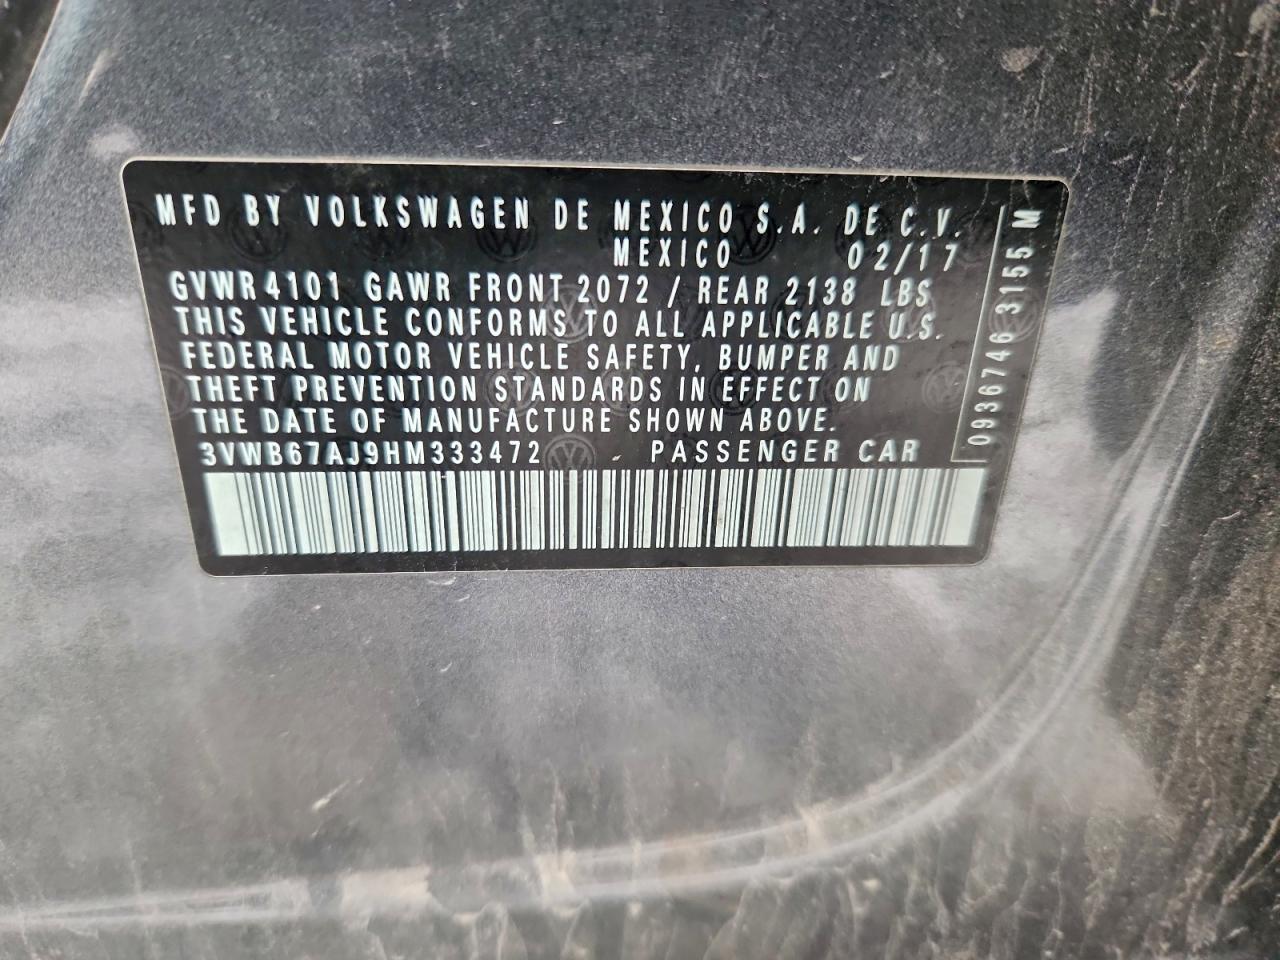 MFD BY VOLKSWAGEN DE MEXICO S.A. DE C.V.
MEXICO 02/17
GVWR 4101 GAWR FRONT 2072 / REAR 2138 LBS
THIS VEHICLE CONFORMS TO ALL APPLICABLE U.S.
FEDERAL MOTOR VEHICLE SAFETY, BUMPER AND
THEFT PREVENTION STANDARDS IN EFFECT ON
THE DATE OF MANUFACTURE SHOWN ABOVE.
3VWB67AJ9HM333472 PASSENGER CAR
0936746 3155 M